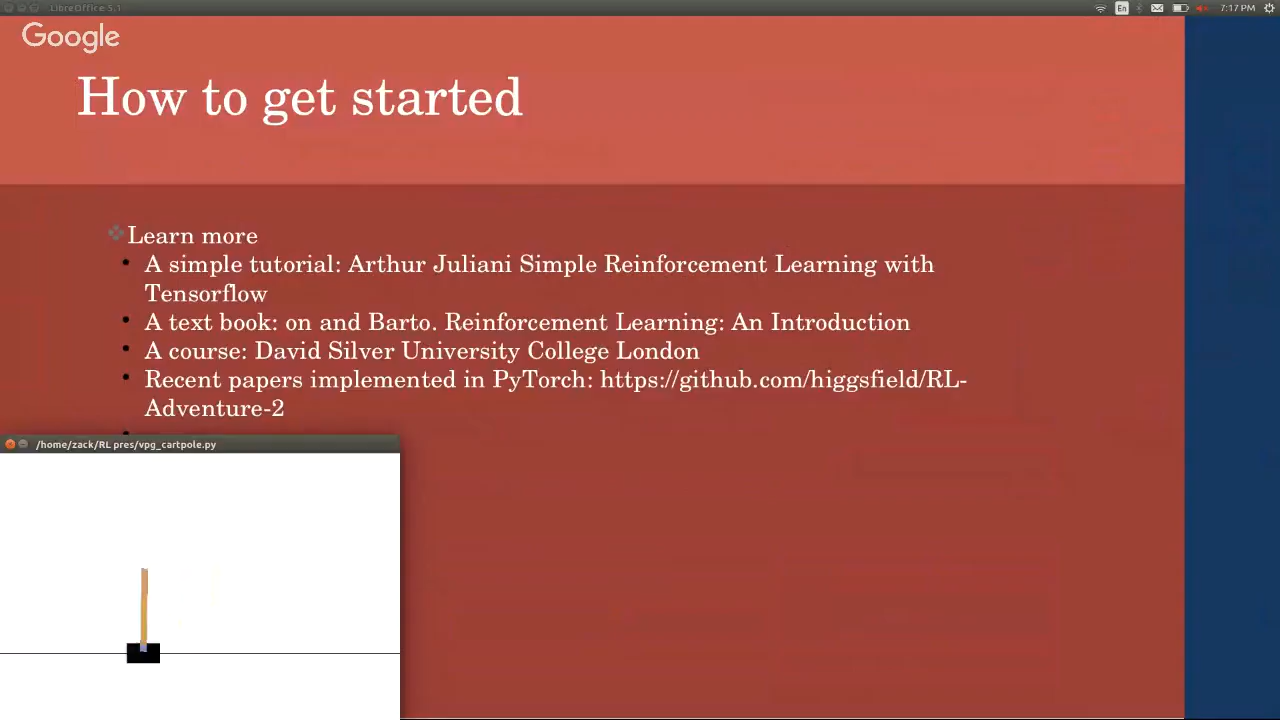 LibreOffice 5.1
En
7:17 PM
Google
How to get started
Learn more
A simple tutorial: Arthur Juliani Simple Reinforcement Learning with
Tensorflow
A text book: on and Barto. Reinforcement Learning: An Introduction
A course: David Silver University College London
Recent papers implemented in PyTorch: https://github.com/higgsfield/RL-
Adventure-2
/home/zack/RL pres/vpg_cartpole.py